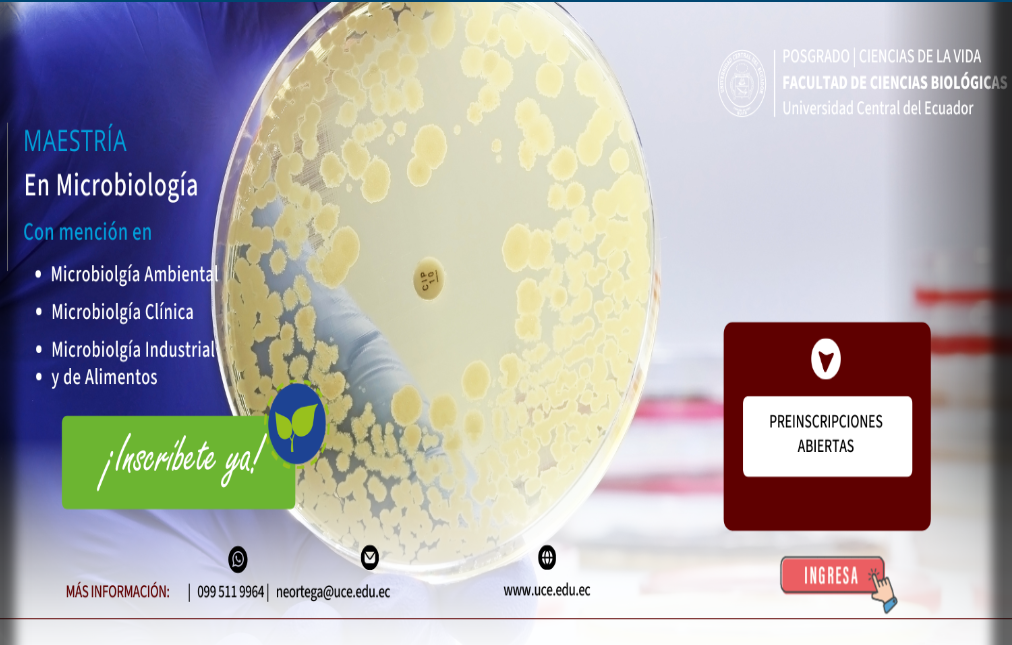 POSGRADO | CIENCIAS DE LA VIDA
FACULTAD DE CIENCIAS BIOLÓGICAS
Universidad Central del Ecuador
MAESTRÍA
En Microbiología
Con mención en
• Microbiolgía Ambiental
• Microbiolgía Clínica
• Microbiolgía Industrial
• y de Alimentos
CIP
10
¡Inscríbete ya!
PREINSCRIPCIONES
ABIERTAS
INGRESA
MÁS INFORMACIÓN: | 099 511 9964 | neortega@uce.edu.ec www.uce.edu.ec